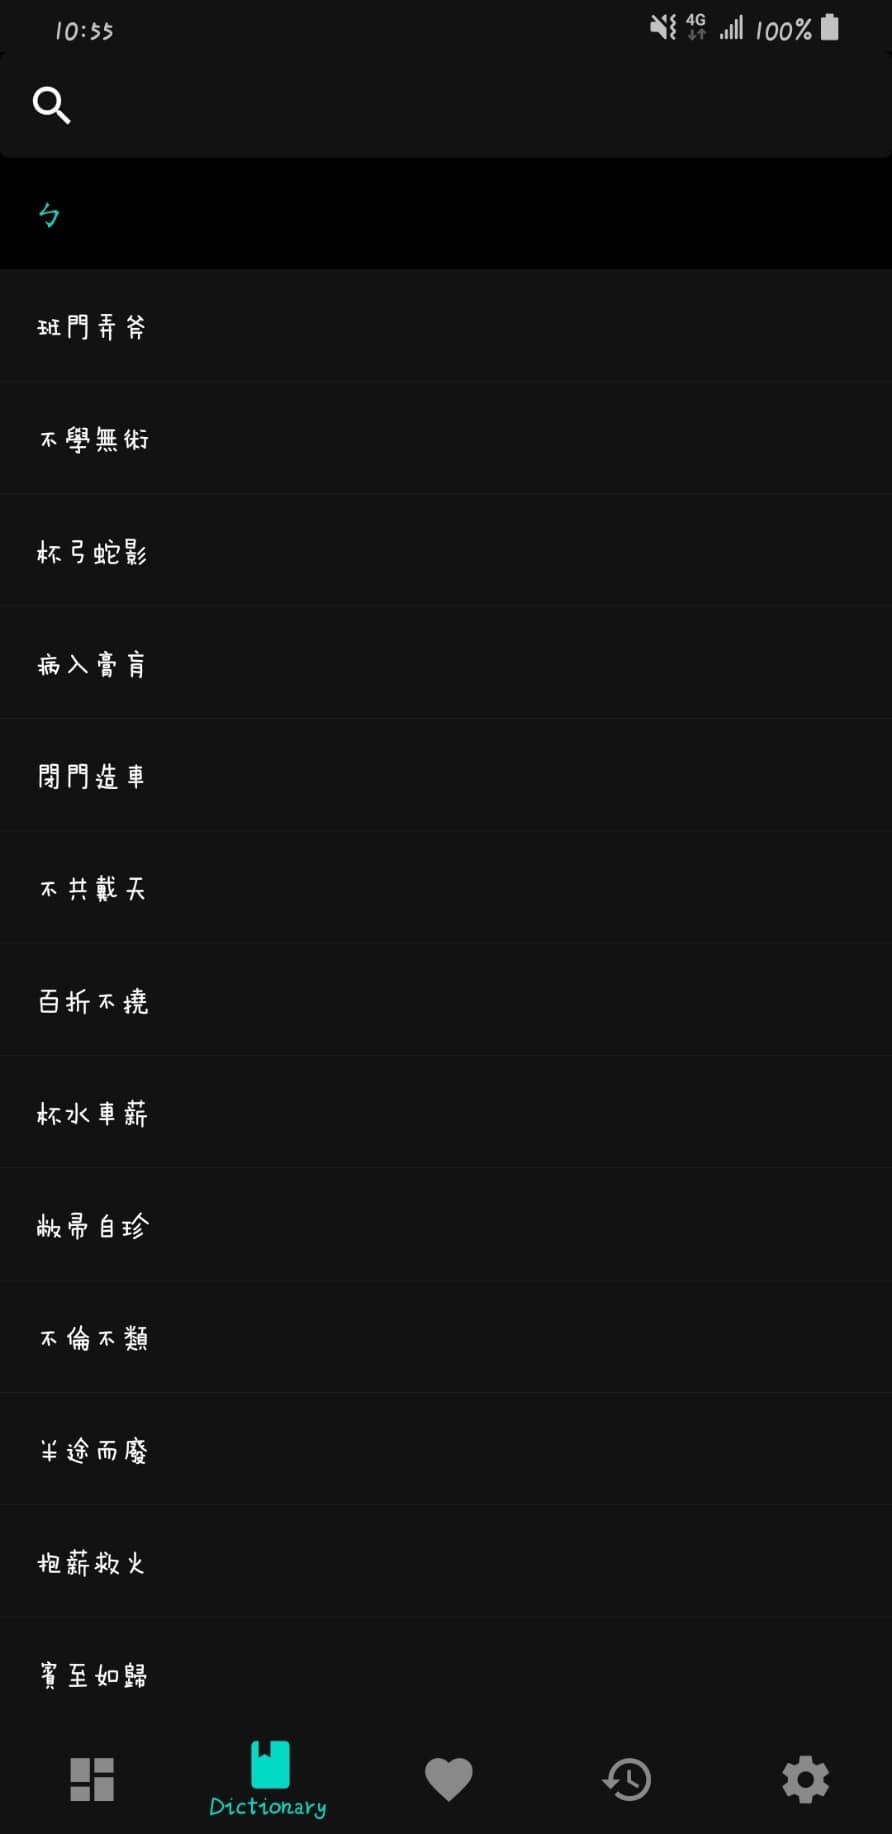 10:55
4G
100%
ㄅ
班門弄斧
不學無術
杯弓蛇影
病入膏肓
閉門造車
不共戴天
百折不撓
杯水車薪
敝帚自珍
不倫不類
半途而廢
抱薪救火
賓至如歸
Dictionary